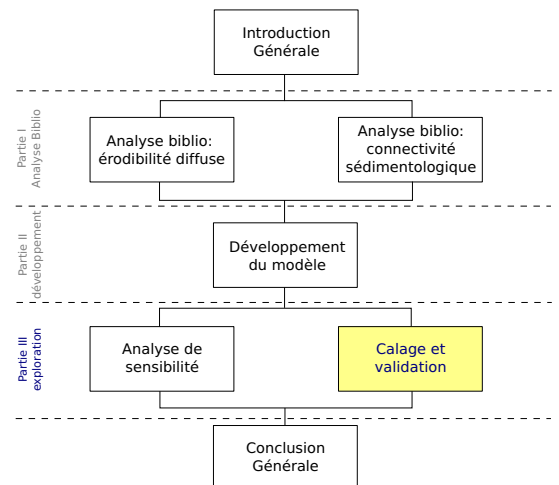 Introduction
Générale
Partie I
Analyse Biblio
Analyse biblio:
érodibilité diffuse
Analyse biblio:
connectivité
sédimentologique
Partie II
développement
Développement
du modèle
Partie III
exploration
Analyse de
sensibilité
Calage et
validation
Conclusion
Générale